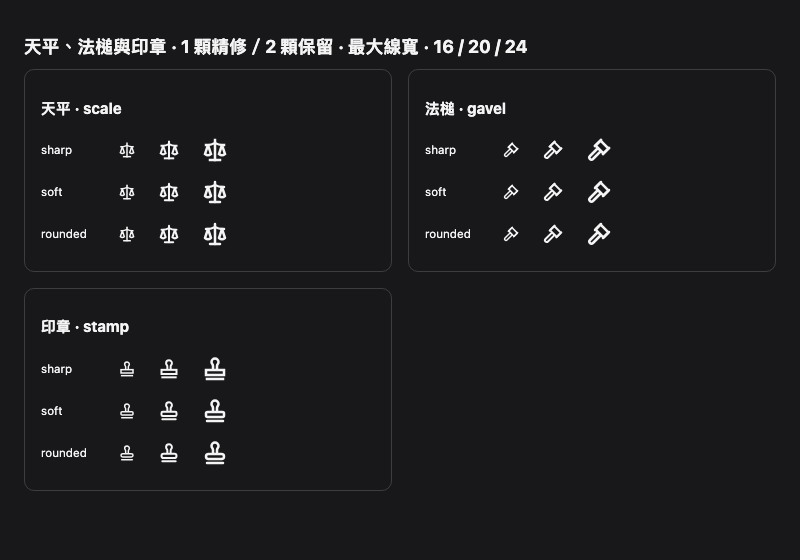 天平、法槌與印章 · 1 顆精修 / 2 顆保留 · 最大線寬 · 16 / 20 / 24
天平 · scale
sharp
soft
rounded
法槌 · gavel
sharp
soft
rounded
印章 · stamp
sharp
soft
rounded